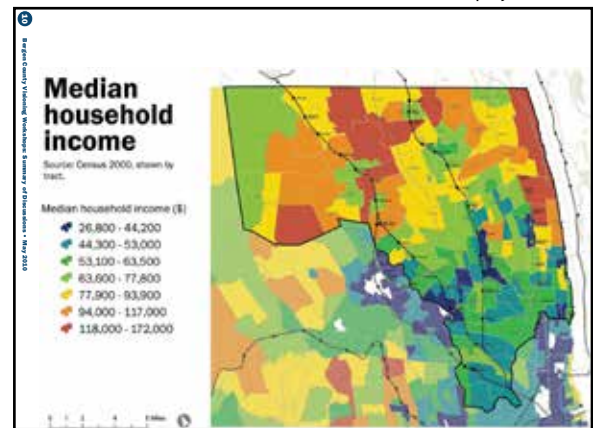 10
Bergen County Visioning Workshops: Summary of Discussions • May 2010
Median
household
income
Source: Census 2000, shown by
tract.
Median household income ($)
26,800 - 44,200
44,300 - 53,000
53,100 - 63,500
63,600 - 77,800
77,900 - 93,900
94,000 - 117,000
118,000 - 172,000